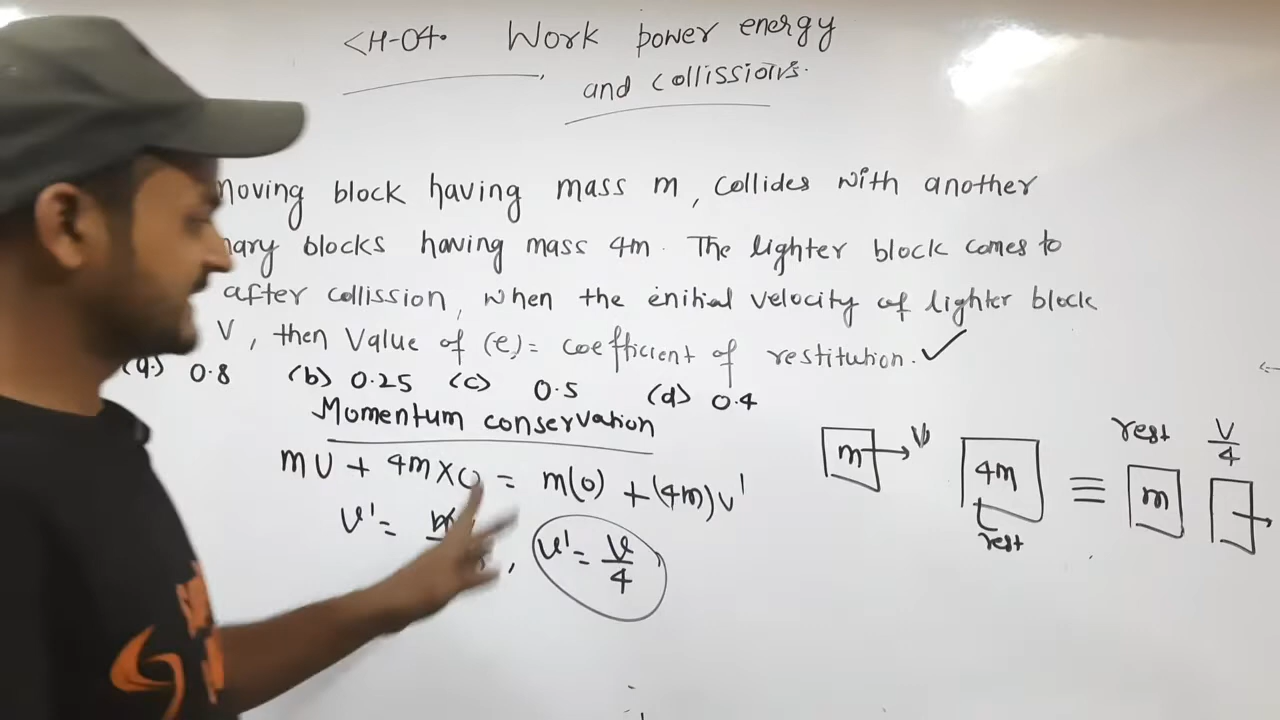 CH-04. Work power energy
and collissions.
moving block having mass m, collides with another
nary blocks having mass 4m. The lighter block comes to
after collission, when the enitial velocity of lighter block
V, then Value of (e) = coefficient of restitution. ✓
(a.) 0.8 (b) 0.25 (c) 0.5 (d) 0.4
Momentum conservation
mv + 4m×0 = m(0) + (4m)v'
v' =
, v' = v/4
m v
4m
rest
≡
rest v/4
m